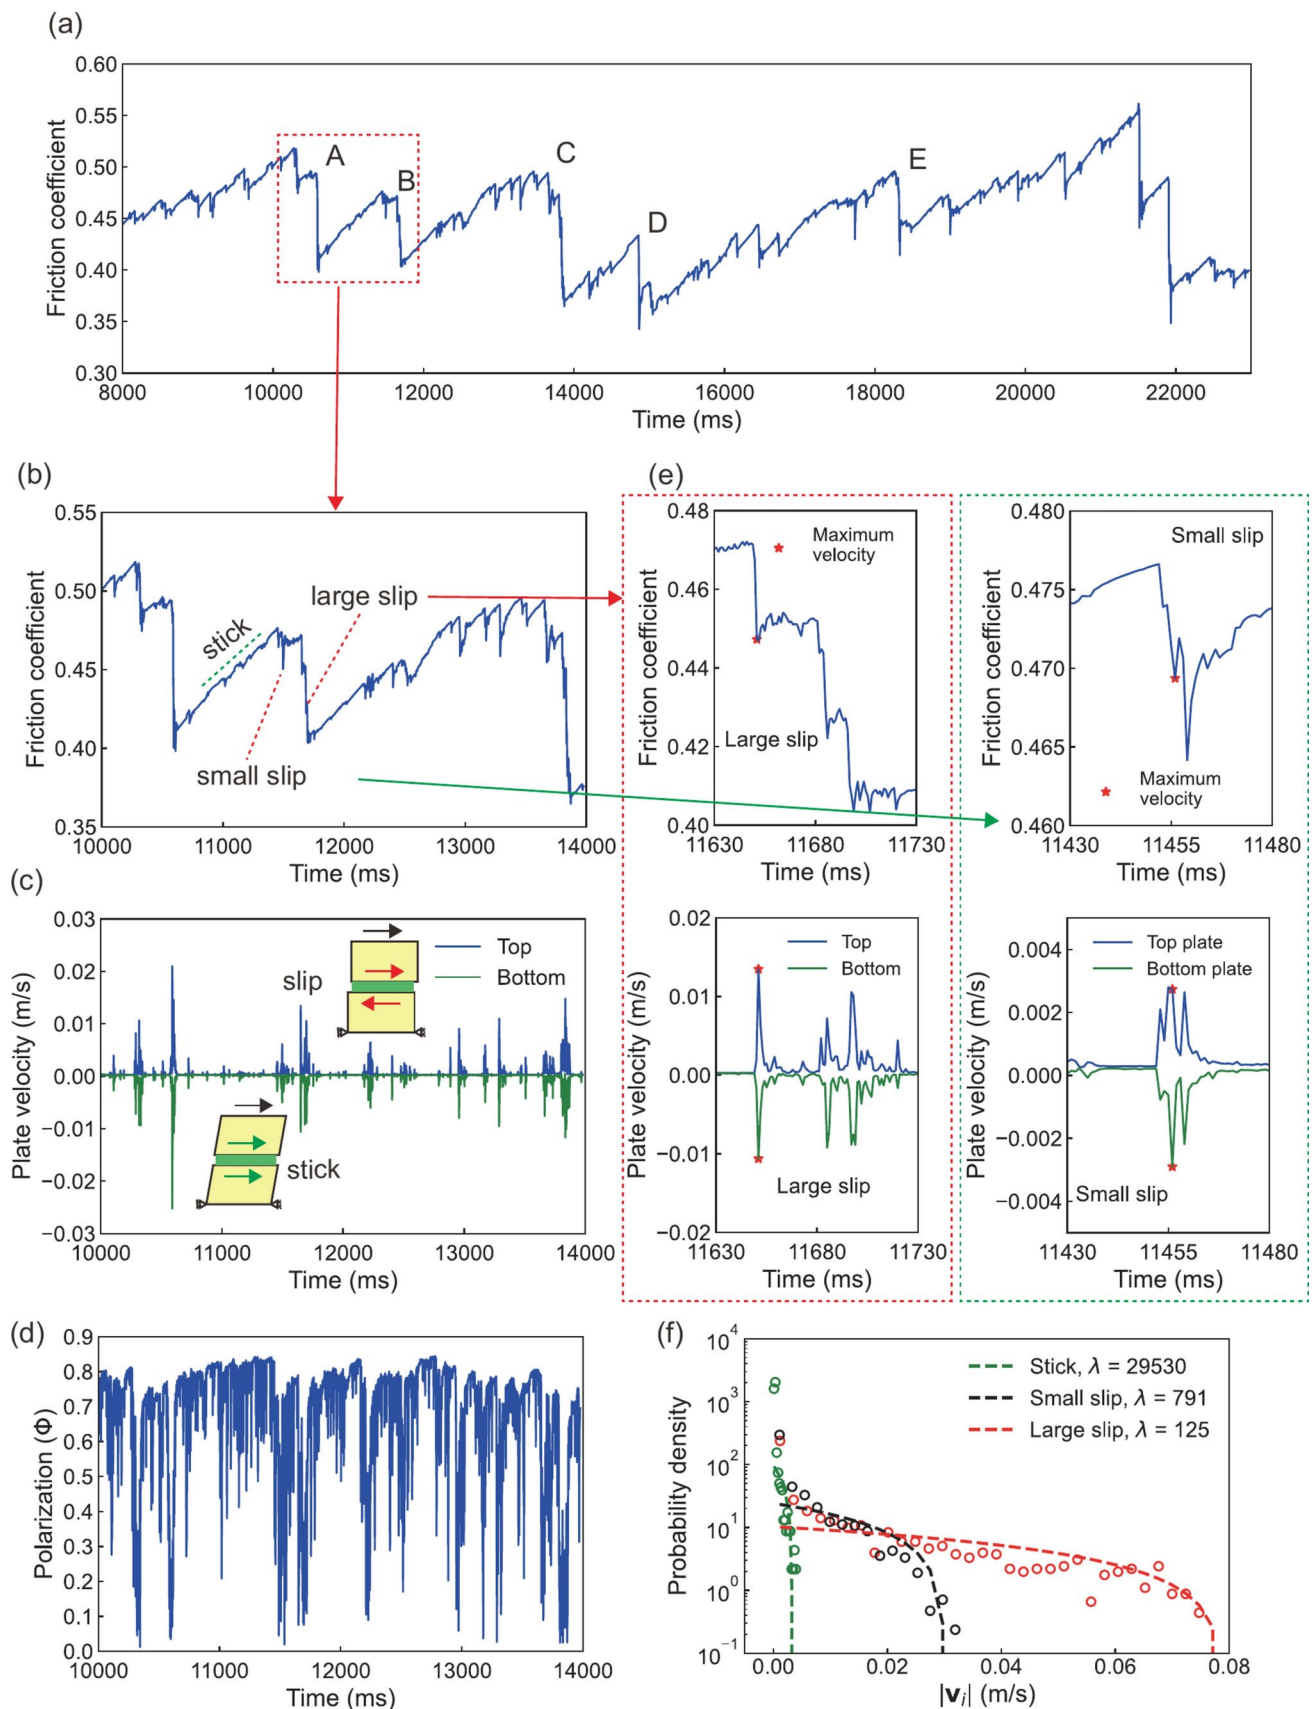 (a)
Friction coefficient
0.60
0.55
0.50
0.45
0.40
0.35
0.30
A
B
C
D
E
8000 10000 12000 14000 16000 18000 20000 22000
Time (ms)
(b)
Friction coefficient
0.55
0.50
0.45
0.40
0.35
stick
large slip
small slip
10000 11000 12000 13000 14000
Time (ms)
(c)
Plate velocity (m/s)
0.03
0.02
0.01
0.00
−0.01
−0.02
−0.03
slip
stick
Top
Bottom
10000 11000 12000 13000 14000
Time (ms)
(d)
Polarization (Φ)
0.9
0.8
0.7
0.6
0.5
0.4
0.3
0.2
0.1
0.0
10000 11000 12000 13000 14000
Time (ms)
(e)
Friction coefficient
0.48
0.46
0.44
0.42
0.40
Maximum
velocity
Large slip
11630 11680 11730
Time (ms)
Friction coefficient
0.480
0.475
0.470
0.465
0.460
Small slip
Maximum
velocity
11430 11455 11480
Time (ms)
Plate velocity (m/s)
0.02
0.01
0.00
−0.01
−0.02
Top
Bottom
Large slip
11630 11680 11730
Time (ms)
Plate velocity (m/s)
0.004
0.002
0.000
−0.002
−0.004
Top plate
Bottom plate
Small slip
11430 11455 11480
Time (ms)
(f)
Probability density
10⁴
10³
10²
10¹
10⁰
10⁻¹
Stick, λ = 29530
Small slip, λ = 791
Large slip, λ = 125
0.00 0.02 0.04 0.06 0.08
|vᵢ| (m/s)